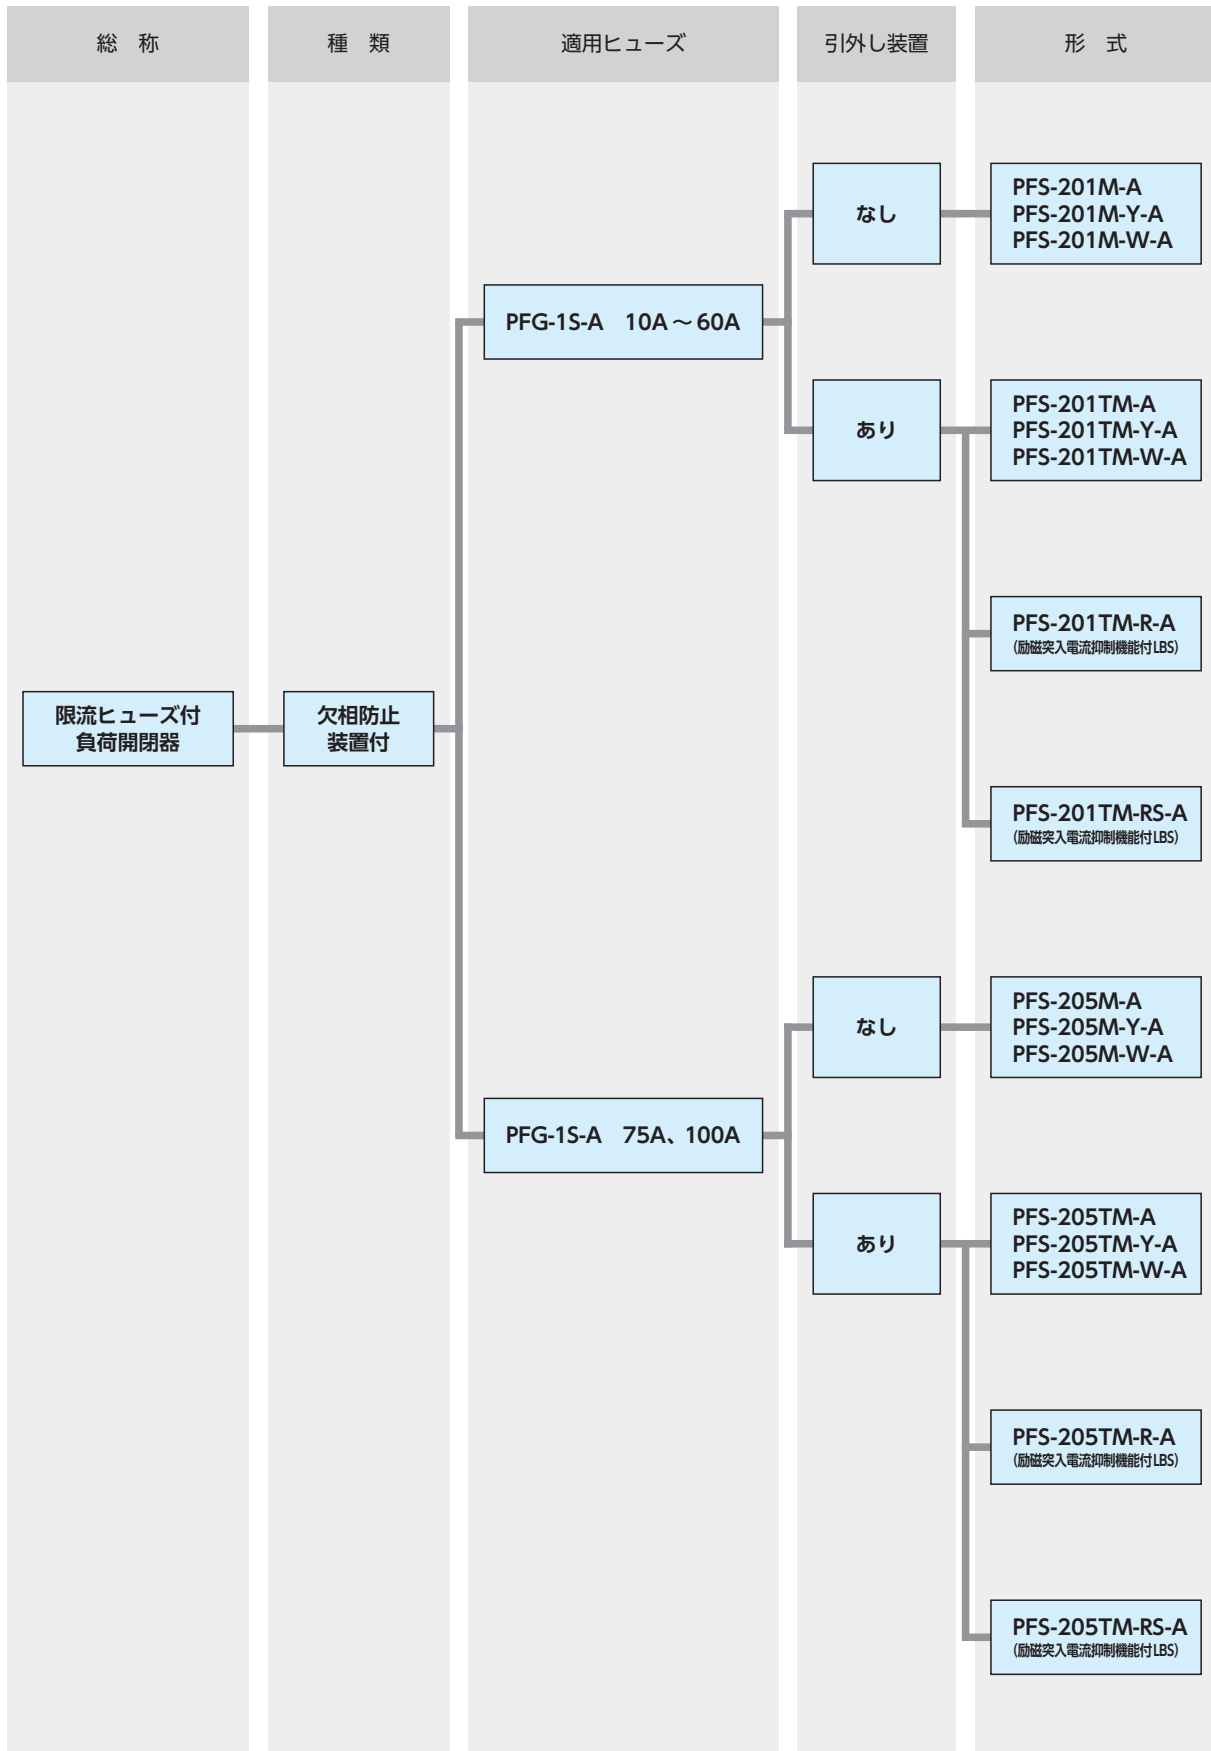 総　称
種　類
適用ヒューズ
引外し装置
形　式
限流ヒューズ付
負荷開閉器
欠相防止
装置付
PFG-1S-A　10A～60A
なし
PFS-201M-A
PFS-201M-Y-A
PFS-201M-W-A
あり
PFS-201TM-A
PFS-201TM-Y-A
PFS-201TM-W-A
PFS-201TM-R-A
(励磁突入電流抑制機能付LBS)
PFS-201TM-RS-A
(励磁突入電流抑制機能付LBS)
PFG-1S-A　75A、100A
なし
PFS-205M-A
PFS-205M-Y-A
PFS-205M-W-A
あり
PFS-205TM-A
PFS-205TM-Y-A
PFS-205TM-W-A
PFS-205TM-R-A
(励磁突入電流抑制機能付LBS)
PFS-205TM-RS-A
(励磁突入電流抑制機能付LBS)